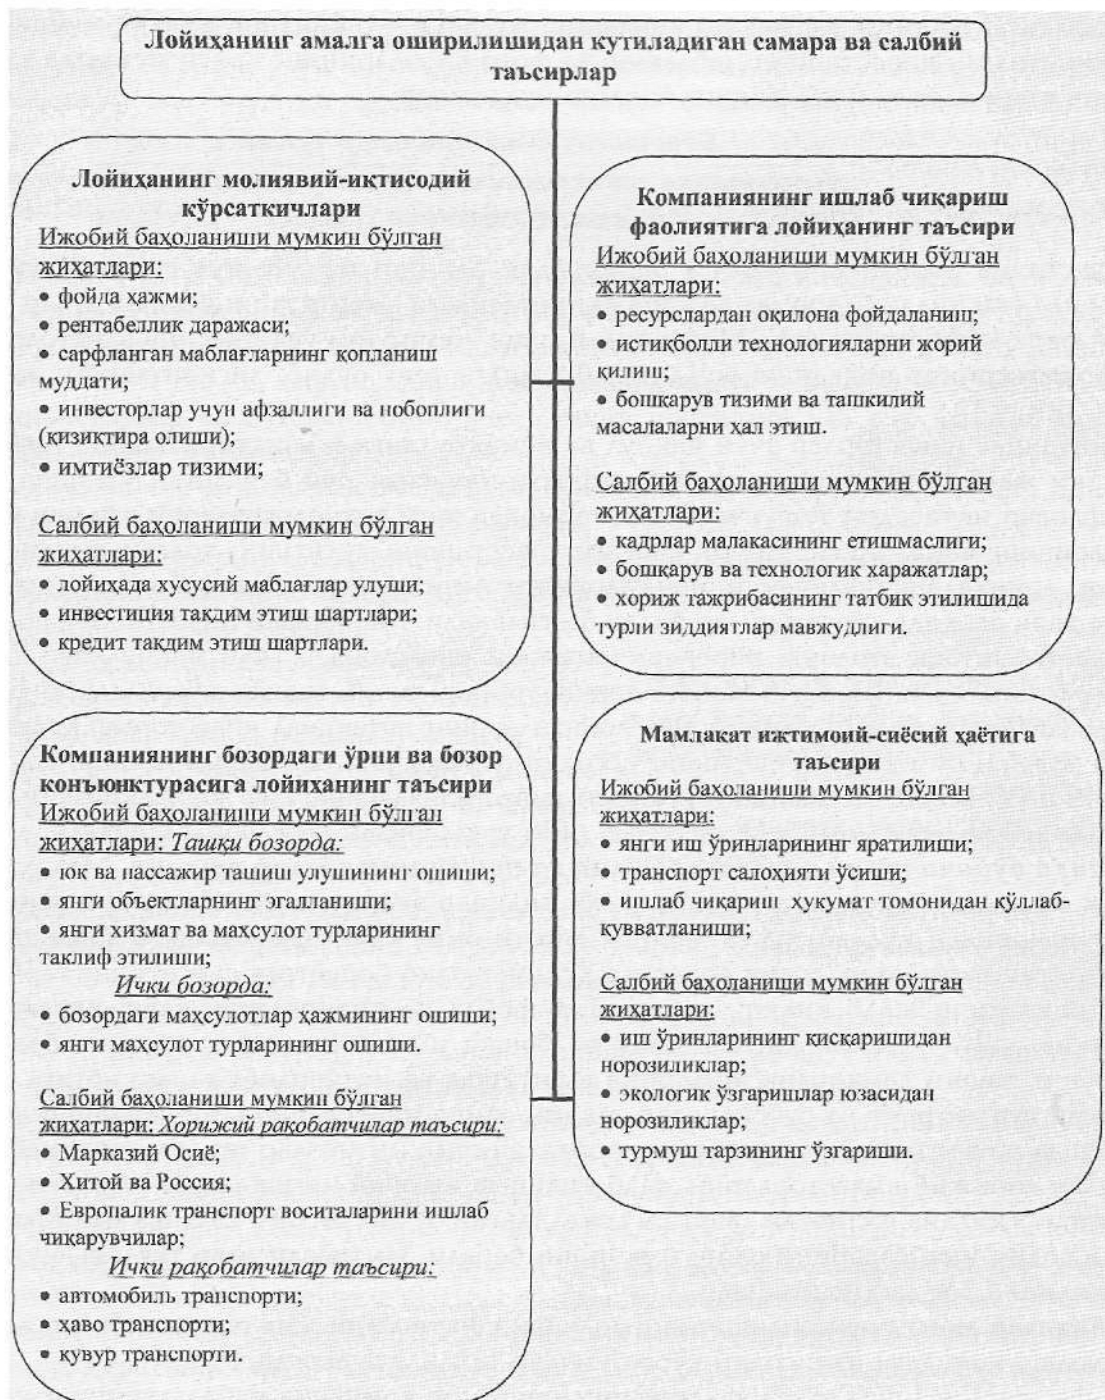 Лойиҳанинг амалга оширилишидан кутиладиган самара ва салбий
таъсирлар
Лойиҳанинг молиявий-иқтисодий
кўрсаткичлари
Ижобий баҳоланиши мумкин бўлган
жиҳатлари:
• фойда ҳажми;
• рентабеллик даражаси;
• сарфланган маблағларнинг қопланиш
муддати;
• инвесторлар учун афзаллиги ва нобоплиги
(қизиқтира олиши);
• имтиёзлар тизими;
Салбий баҳоланиши мумкин бўлган
жиҳатлари:
• лойиҳада хусусий маблағлар улуши;
• инвестиция тақдим этиш шартлари;
• кредит тақдим этиш шартлари.
Компаниянинг ишлаб чиқариш
фаолиятига лойиҳанинг таъсири
Ижобий баҳоланиши мумкин бўлган
жиҳатлари:
• ресурслардан оқилона фойдаланиш;
• истиқболли технологияларни жорий
қилиш;
• бошқарув тизими ва ташкилий
масалаларни ҳал этиш.
Салбий баҳоланиши мумкин бўлган
жиҳатлари:
• кадрлар малакасининг етишмаслиги;
• бошқарув ва технологик харажатлар;
• хориж тажрибасининг татбиқ этилишида
турли зиддиятлар мавжудлиги.
Компаниянинг бозордаги ўрни ва бозор
конъюнктурасига лойиҳанинг таъсири
Ижобий баҳоланиши мумкин бўлган
жиҳатлари: Ташқи бозорда:
• юк ва пассажир ташиш улушининг ошиши;
• янги объектларнинг эгалланиши;
• янги хизмат ва маҳсулот турларининг
таклиф этилиши;
Ички бозорда:
• бозордаги маҳсулотлар ҳажмининг ошиши;
• янги маҳсулот турларининг ошиши.
Салбий баҳоланиши мумкин бўлган
жиҳатлари: Хорижий рақобатчилар таъсири:
• Марказий Осиё;
• Хитой ва Россия;
• Европалик транспорт воситаларини ишлаб
чиқарувчилар;
Ички рақобатчилар таъсири:
• автомобиль транспорти;
• ҳаво транспорти;
• қувур транспорти.
Мамлакат ижтимоий-сиёсий ҳаётига
таъсири
Ижобий баҳоланиши мумкин бўлган
жиҳатлари:
• янги иш ўринларининг яратилиши;
• транспорт салоҳияти ўсиши;
• ишлаб чиқариш ҳукумат томонидан қўллаб-
қувватланиши;
Салбий баҳоланиши мумкин бўлган
жиҳатлари:
• иш ўринларининг қисқаришидан
норозиликлар;
• экологик ўзгаришлар юзасидан
норозиликлар;
• турмуш тарзининг ўзгариши.